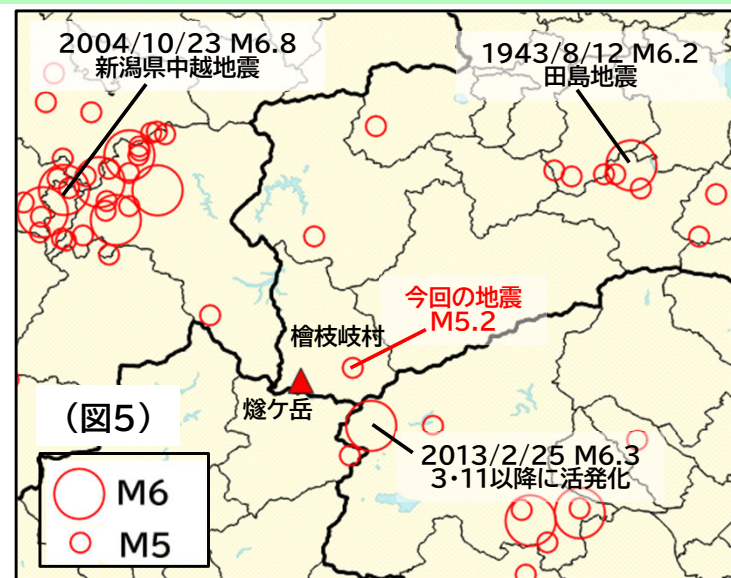 2004/10/23 M6.8
新潟県中越地震
1943/8/12 M6.2
田島地震
今回の地震
M5.2
檜枝岐村
燧ケ岳
(図5)
2013/2/25 M6.3
3・11以降に活発化
M6
M5